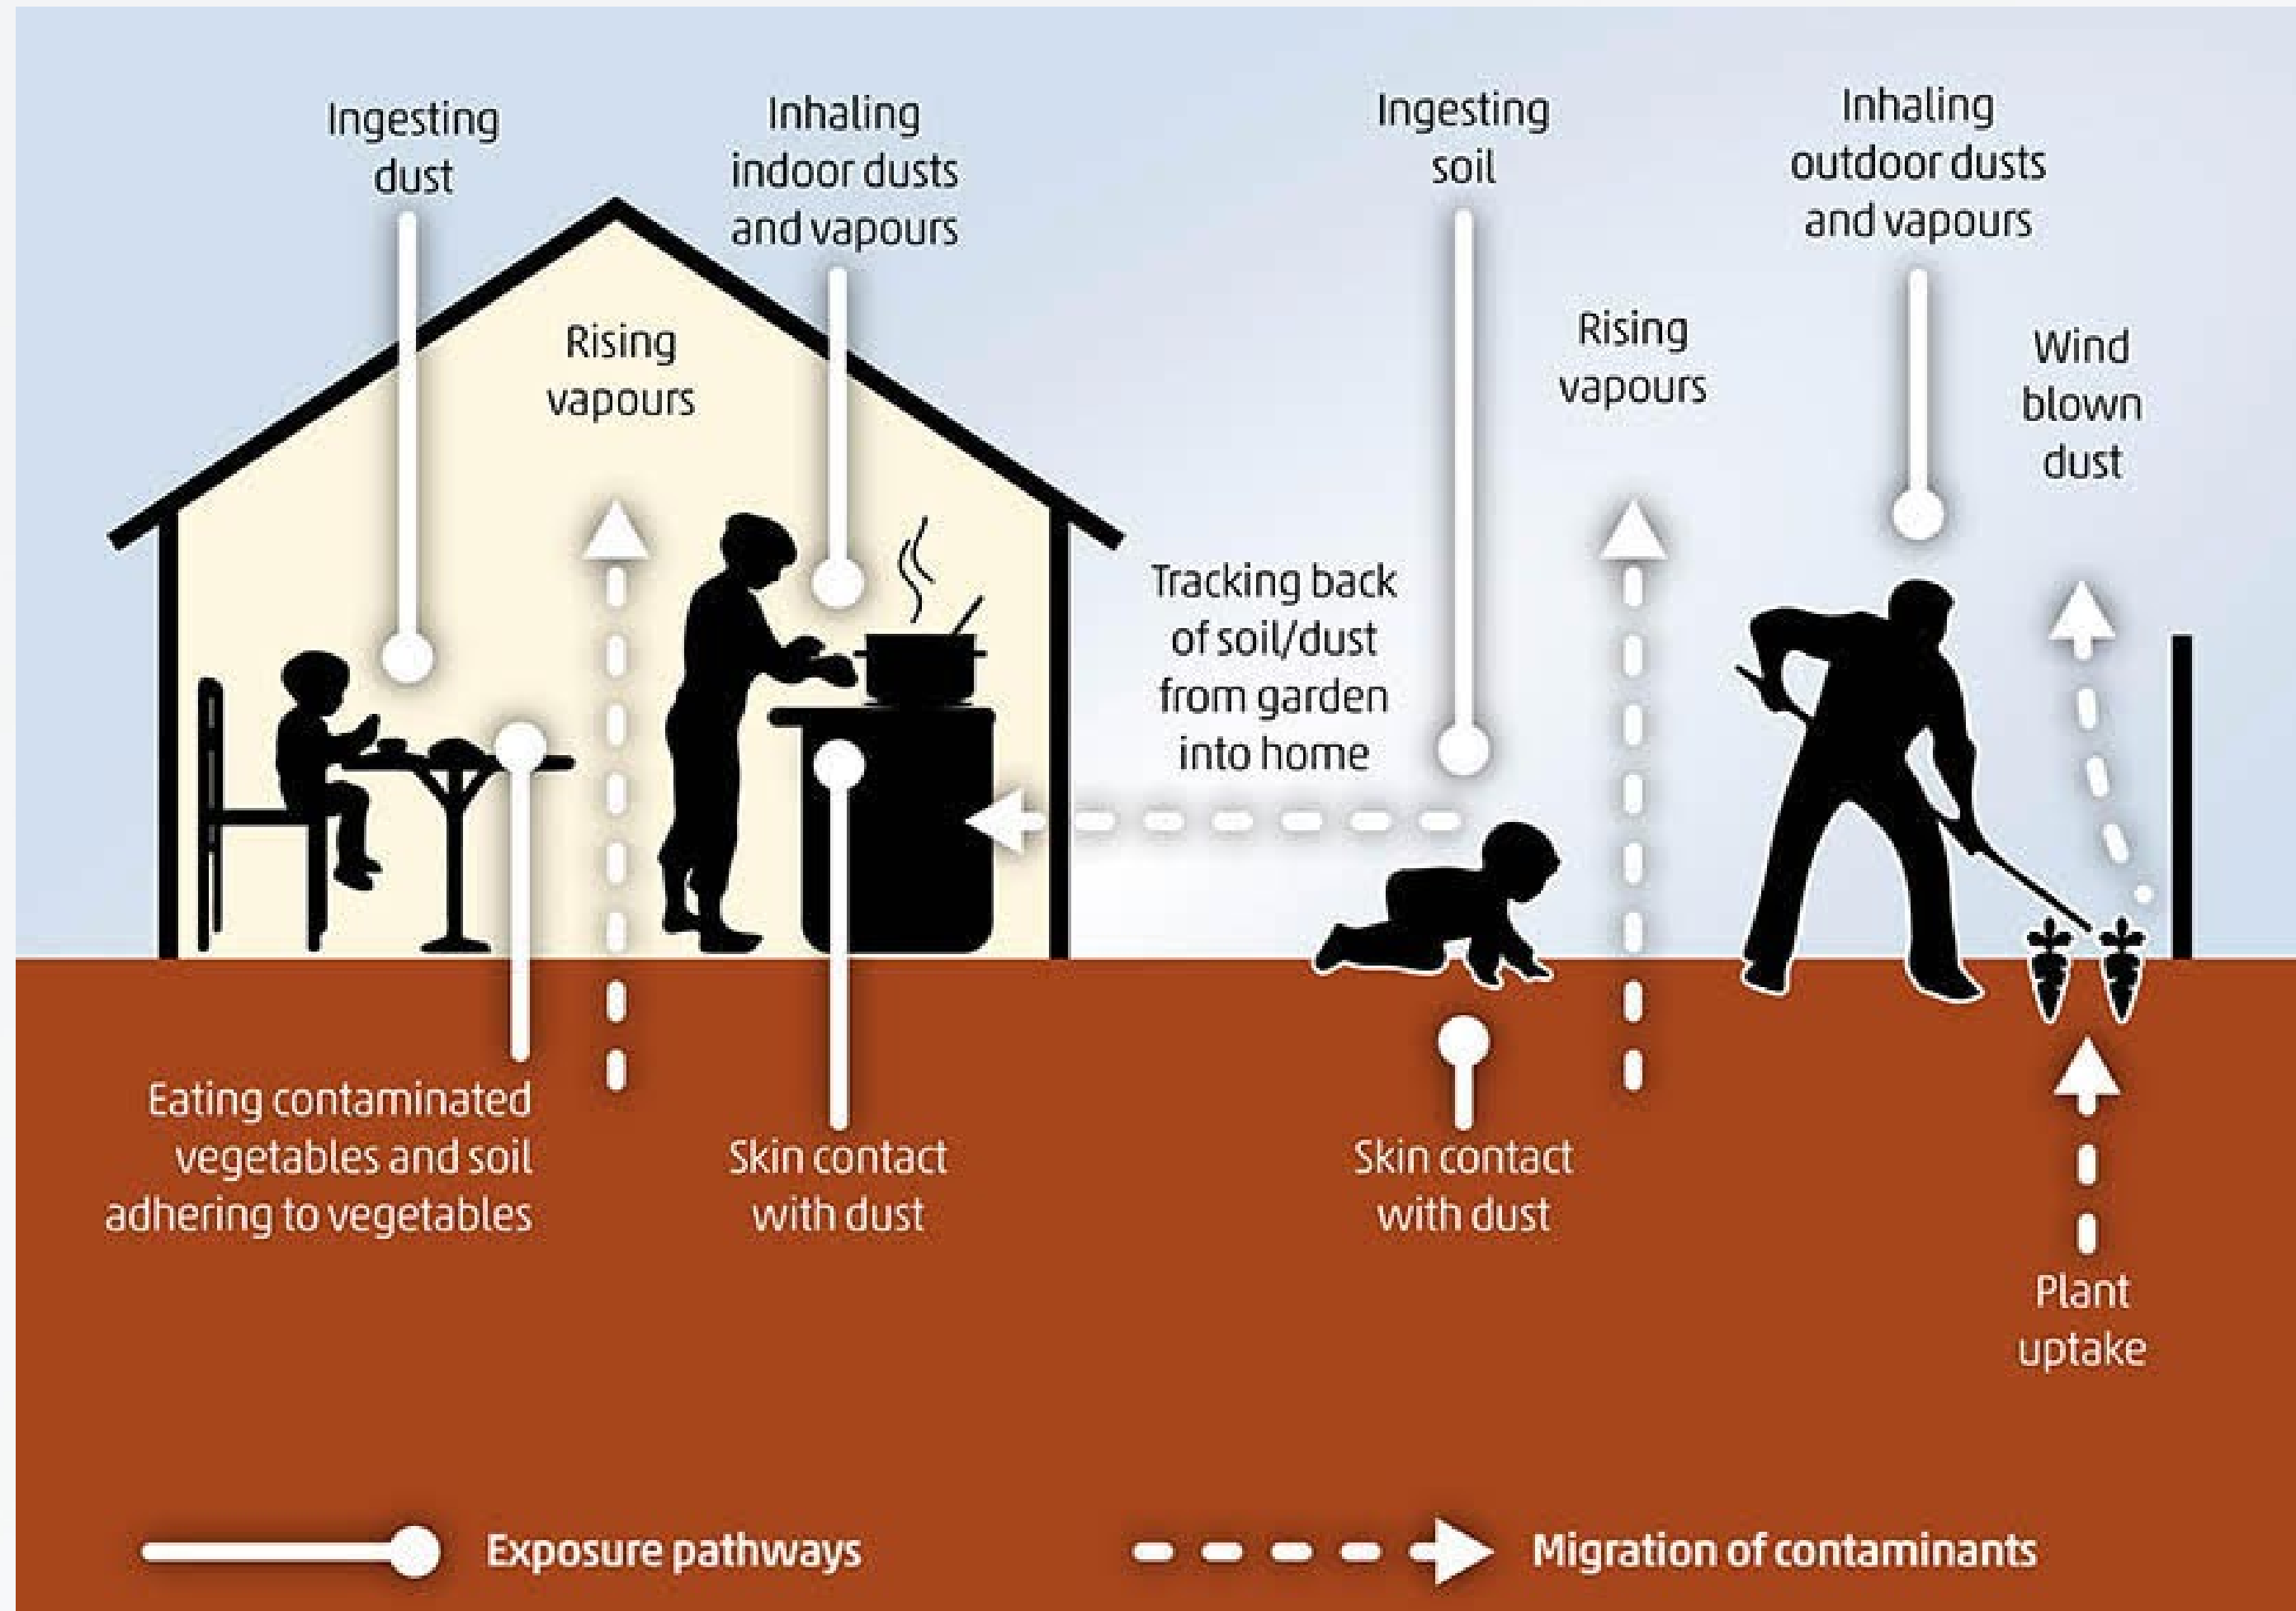 Ingesting
dust
Inhaling
indoor dusts
and vapours
Ingesting
soil
Inhaling
outdoor dusts
and vapours
Rising
vapours
Rising
vapours
Wind
blown
dust
Tracking back
of soil/dust
from garden
into home
Eating contaminated
vegetables and soil
adhering to vegetables
Skin contact
with dust
Skin contact
with dust
Plant
uptake
Exposure pathways
Migration of contaminants